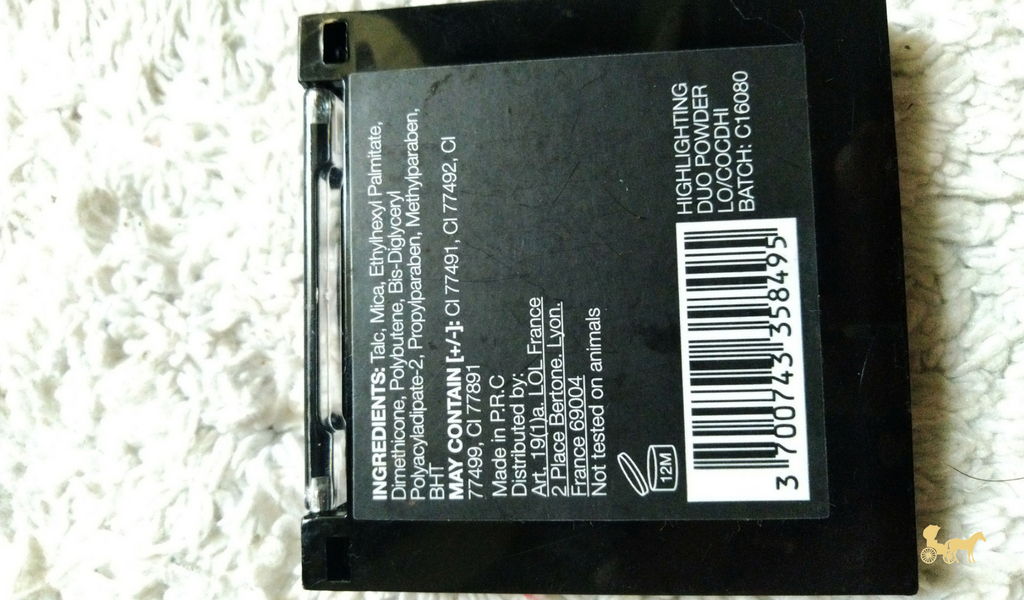 INGREDIENTS: Talc, Mica, Ethylhexyl Palmitate,
Dimethicone, Polybutene, Bis-Diglyceryl
Polyacyladipate-2, Propylparaben, Methylparaben,
BHT
MAY CONTAIN [+/-]: CI 77491, CI 77492, CI
77499, CI 77891
Made in P.R.C
Distributed by:
Art. 19(1)a. LOL France
2 Place Bertone. Lyon.
France 69004
Not tested on animals
12M
HIGHLIGHTING
DUO POWDER
LO/COCDHI
BATCH: C16080
3 700743 358495